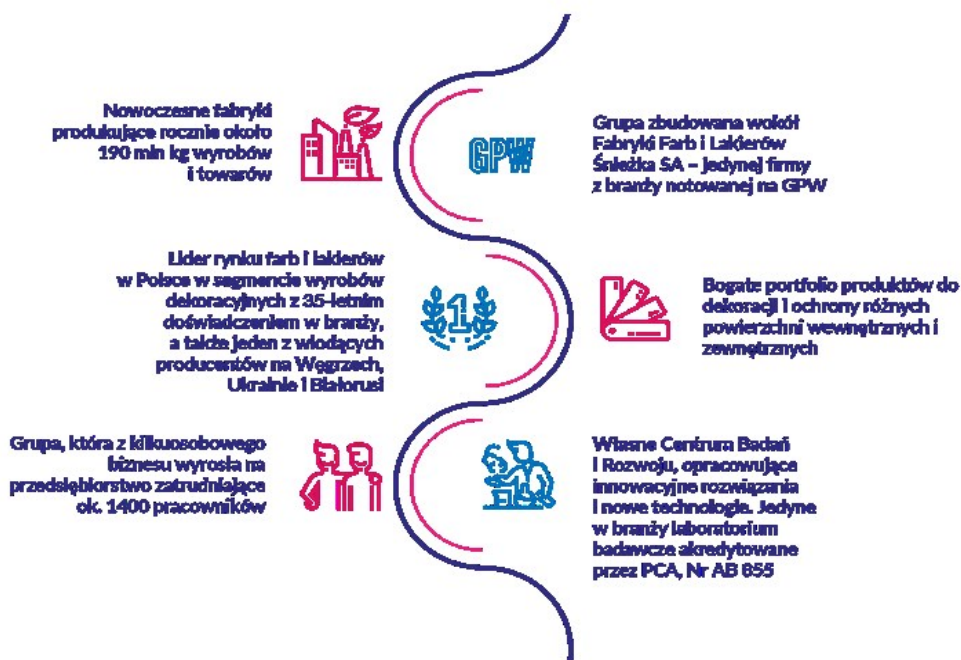 Nowoczesne fabryki
produkujące rocznie około
190 mln kg wyrobów
i towarów
GPW
Grupa zbudowana wokół
Fabryki Farb i Lakierów
Śnieżka SA – jedynej firmy
z branży notowanej na GPW
Lider rynku farb i lakierów
w Polsce w segmencie wyrobów
dekoracyjnych z 35-letnim
doświadczeniem w branży,
a także jeden z wiodących
producentów na Węgrzech,
Ukrainie i Białorusi
1
Bogate portfolio produktów do
dekoracji i ochrony różnych
powierzchni wewnętrznych i
zewnętrznych
Grupa, która z kilkuosobowego
biznesu wyrosła na
przedsiębiorstwo zatrudniające
ok. 1400 pracowników
Własne Centrum Badań
i Rozwoju, opracowujące
innowacyjne rozwiązania
i nowe technologie. Jedyne
w branży laboratorium
badawcze akredytowane
przez PCA, Nr AB 855